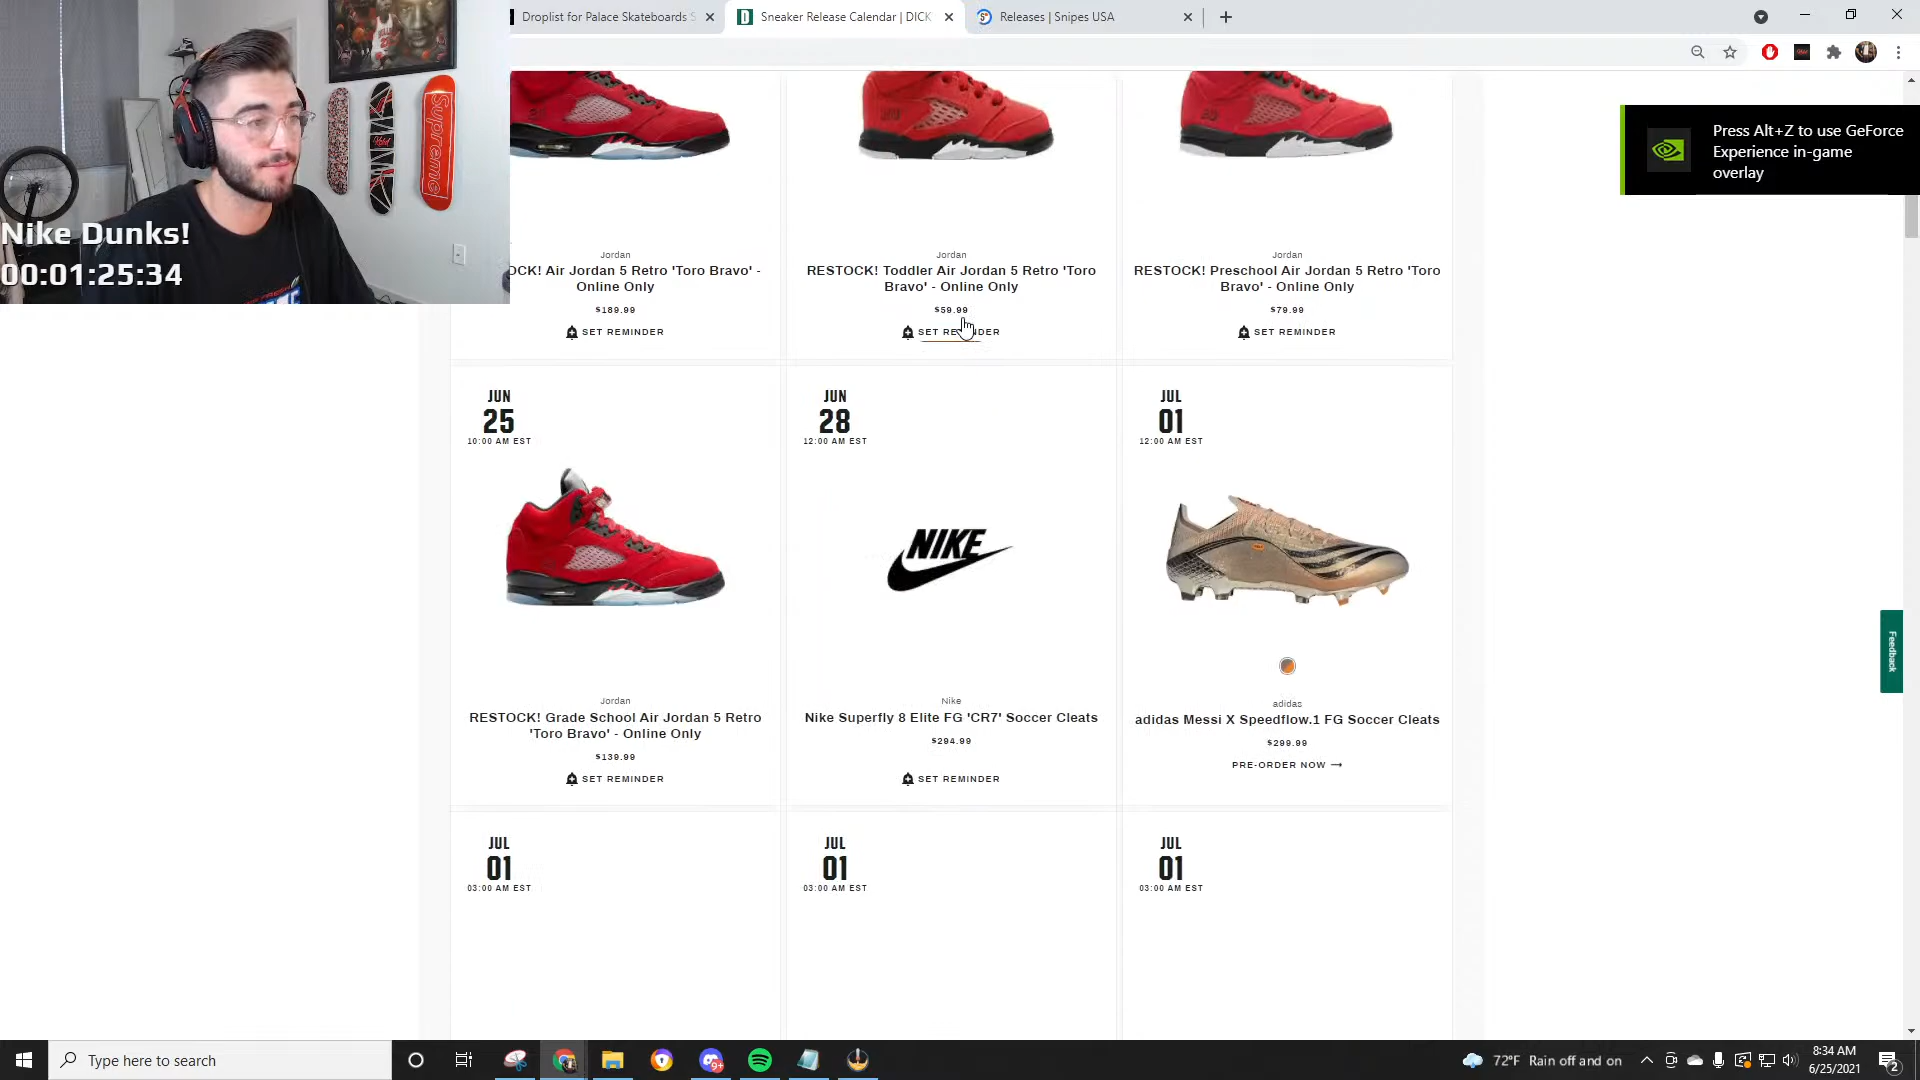 Droplist for Palace Skateboards
Sneaker Release Calendar | DICK
Releases | Snipes USA
Press Alt+Z to use GeForce
Experience in-game
overlay
Supreme
Nike Dunks!
00:01:25:34
Jordan
OCK! Air Jordan 5 Retro 'Toro Bravo' -
Online Only
$189.99
SET REMINDER
Jordan
RESTOCK! Toddler Air Jordan 5 Retro 'Toro
Bravo' - Online Only
$59.99
SET REMINDER
Jordan
RESTOCK! Preschool Air Jordan 5 Retro 'Toro
Bravo' - Online Only
$79.99
SET REMINDER
JUN
25
10:00 AM EST
JUN
28
12:00 AM EST
JUL
01
12:00 AM EST
NIKE
Jordan
RESTOCK! Grade School Air Jordan 5 Retro
'Toro Bravo' - Online Only
$139.99
SET REMINDER
Nike
Nike Superfly 8 Elite FG 'CR7' Soccer Cleats
$294.99
SET REMINDER
adidas
adidas Messi X Speedflow.1 FG Soccer Cleats
$299.99
PRE-ORDER NOW →
Feedback
JUL
01
03:00 AM EST
JUL
01
03:00 AM EST
JUL
01
03:00 AM EST
Type here to search
9+
72°F Rain off and on
8:34 AM
6/25/2021
2